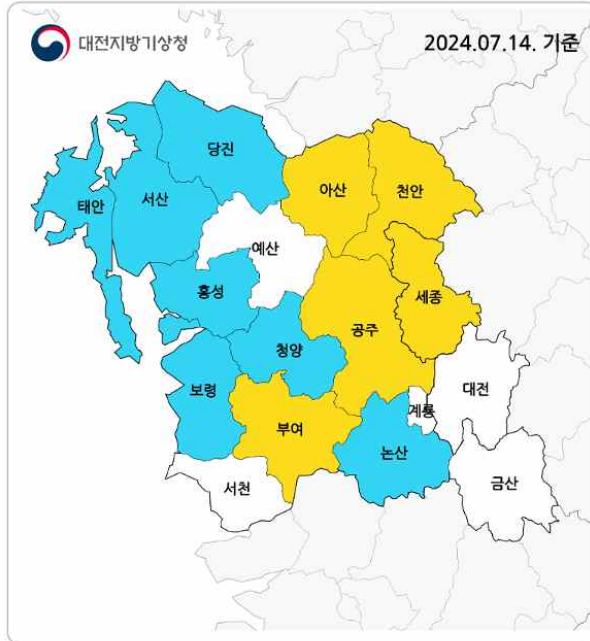 대전지방기상청
2024.07.14. 기준
당진
아산
천안
태안
서산
예산
홍성
세종
공주
청양
보령
대전
계룡
부여
논산
서천
금산